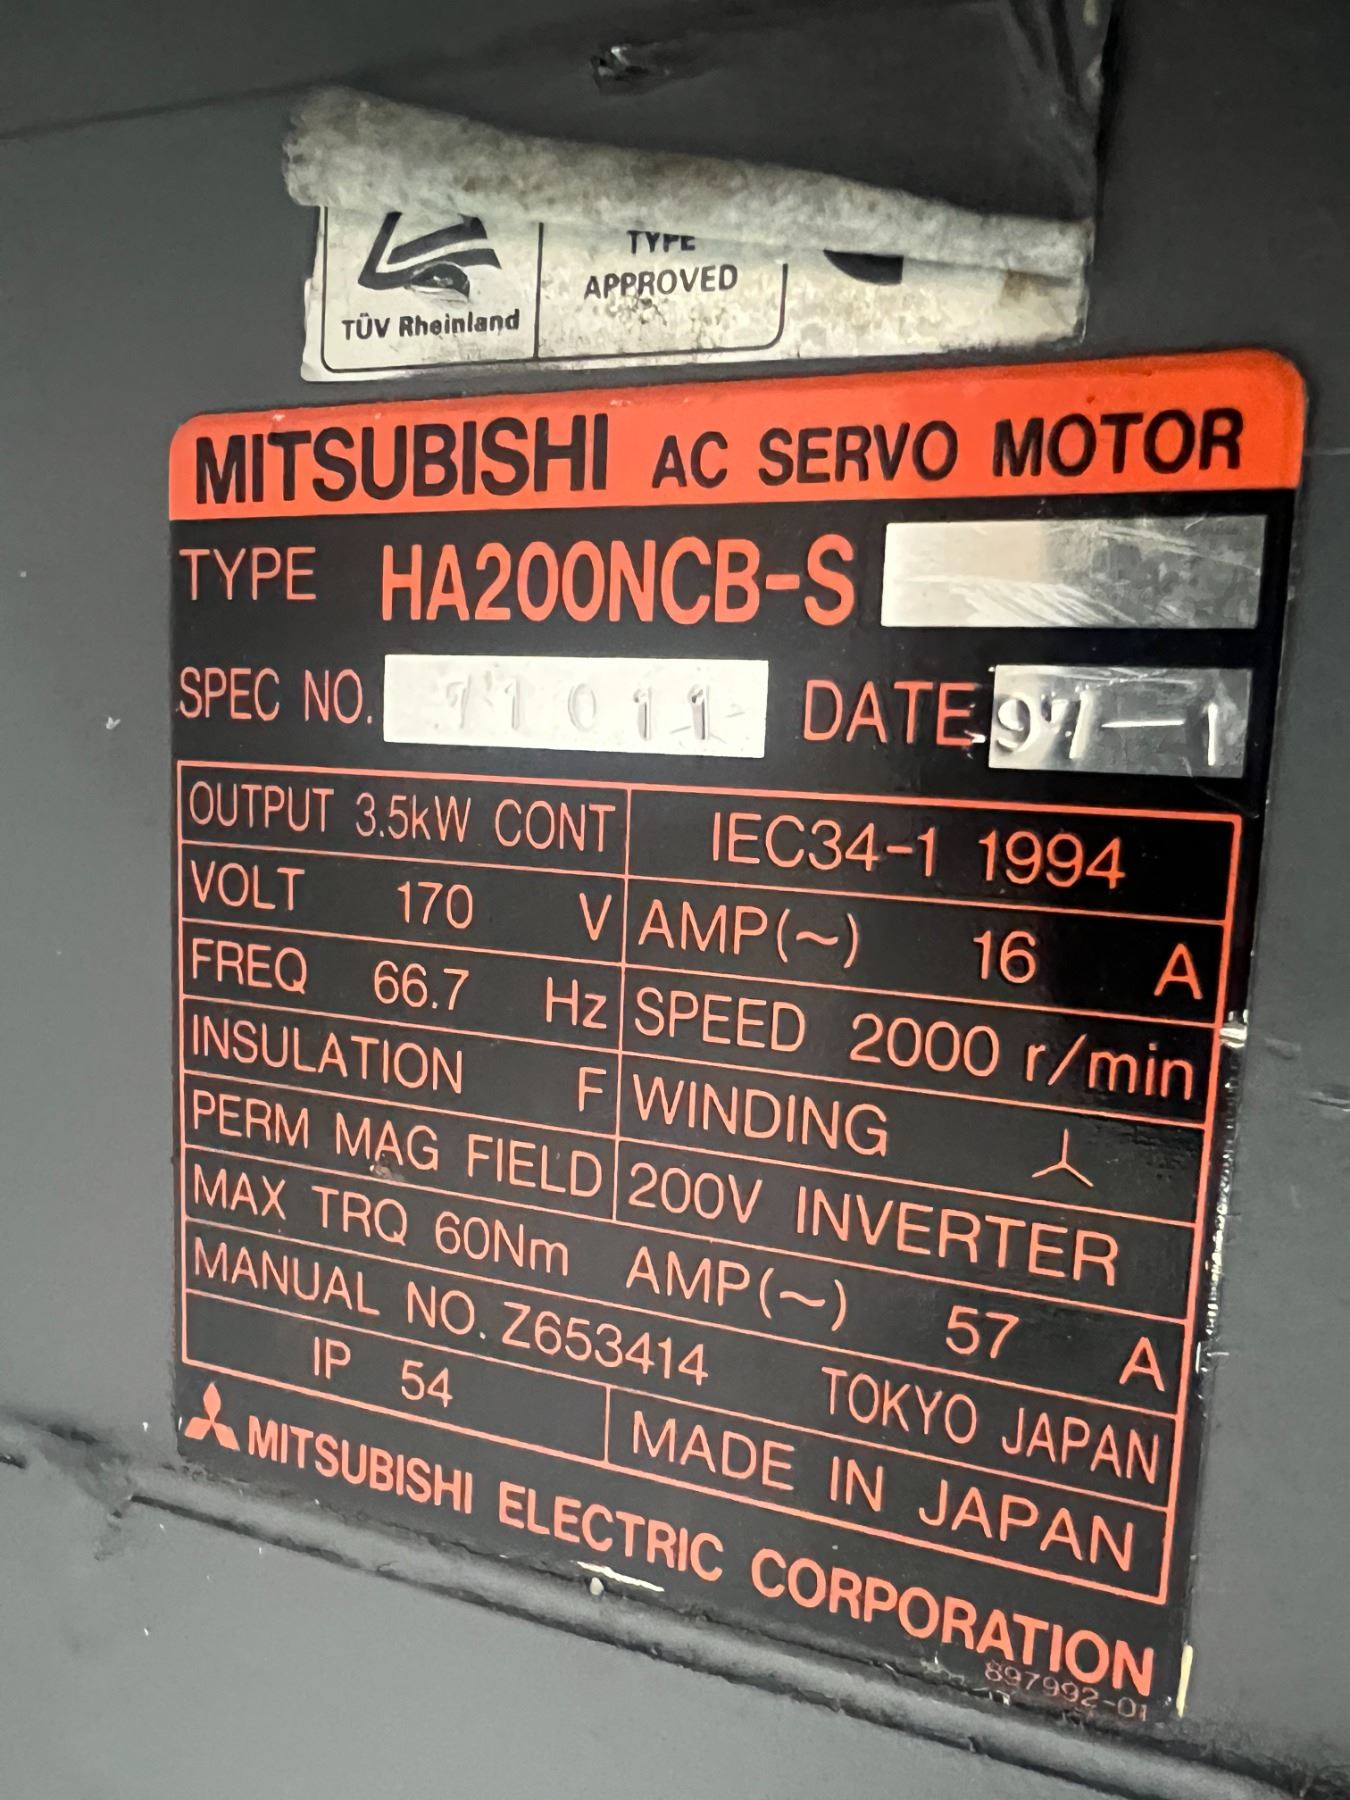 TYPE
APPROVED
TÜV Rheinland
MITSUBISHI AC SERVO MOTOR
TYPE HA200NCB-S
SPEC NO. 71011 DATE 97-1
OUTPUT 3.5kW CONT IEC34-1 1994
VOLT 170 V AMP(~) 16 A
FREQ 66.7 Hz SPEED 2000 r/min
INSULATION F WINDING
PERM MAG FIELD 200V INVERTER
MAX TRQ 60Nm AMP(~) 57 A
MANUAL NO. Z653414 TOKYO JAPAN
IP 54 MADE IN JAPAN
MITSUBISHI ELECTRIC CORPORATION
897992-01